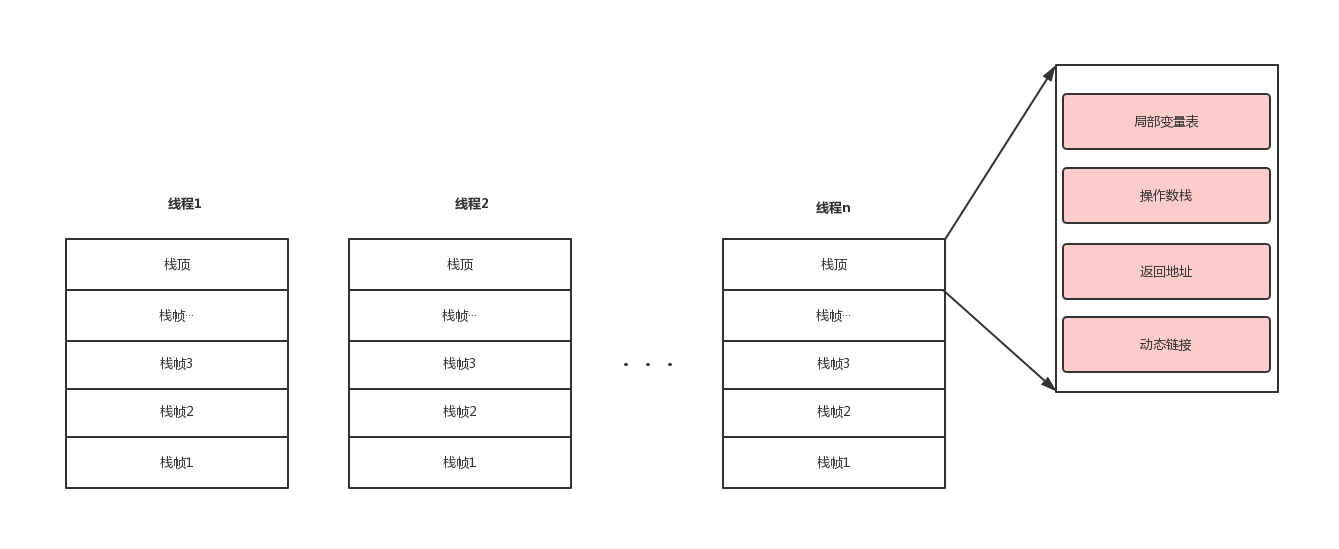 线程1
栈顶
栈帧···
栈帧3
栈帧2
栈帧1
线程2
栈顶
栈帧···
栈帧3
栈帧2
栈帧1
· · ·
线程n
栈顶
栈帧···
栈帧3
栈帧2
栈帧1
局部变量表
操作数栈
返回地址
动态链接